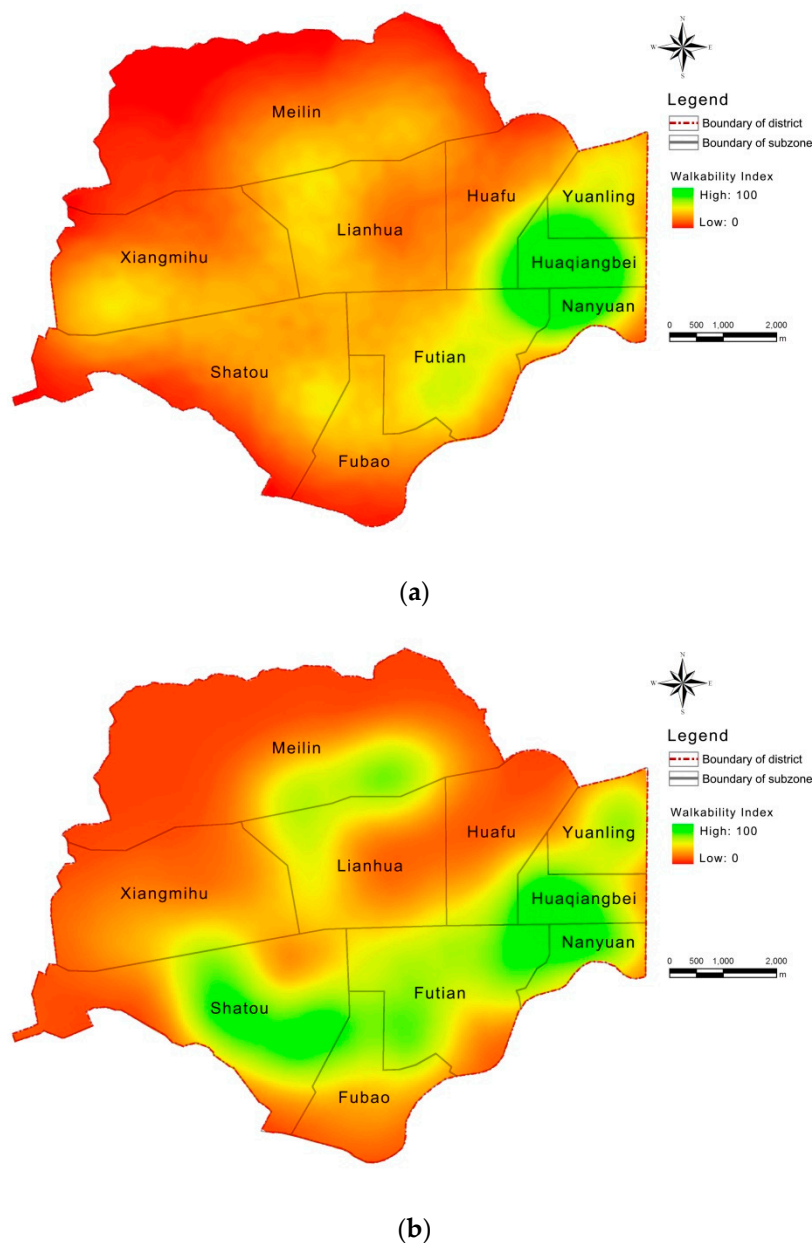 N
W E
S
Legend
Boundary of district
Boundary of subzone
Walkability Index
High: 100
Low: 0
0 500 1,000 2,000
m
Meilin
Huafu
Yuanling
Lianhua
Xiangmihu
Huaqiangbei
Nanyuan
Futian
Shatou
Fubao
(a)
N
W E
S
Legend
Boundary of district
Boundary of subzone
Walkability Index
High: 100
Low: 0
0 500 1,000 2,000
m
Meilin
Huafu
Yuanling
Lianhua
Xiangmihu
Huaqiangbei
Nanyuan
Futian
Shatou
Fubao
(b)